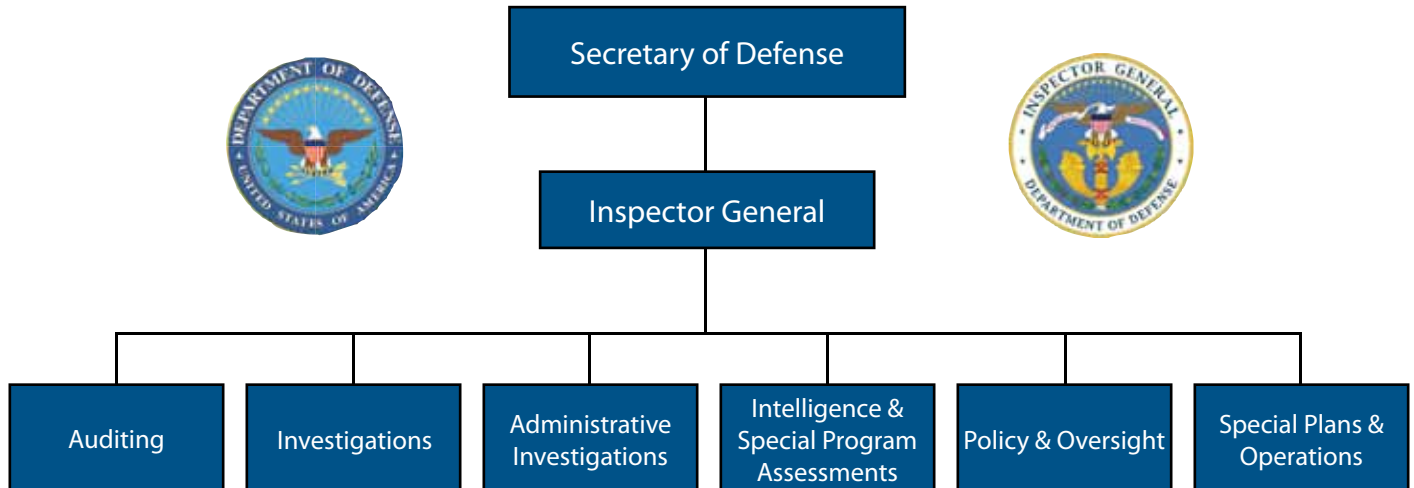 Secretary of Defense
DEPARTMENT OF DEFENSE
UNITED STATES OF AMERICA
INSPECTOR GENERAL
DEPARTMENT OF DEFENSE
Inspector General
Auditing
Investigations
Administrative
Investigations
Intelligence &
Special Program
Assessments
Policy & Oversight
Special Plans &
Operations